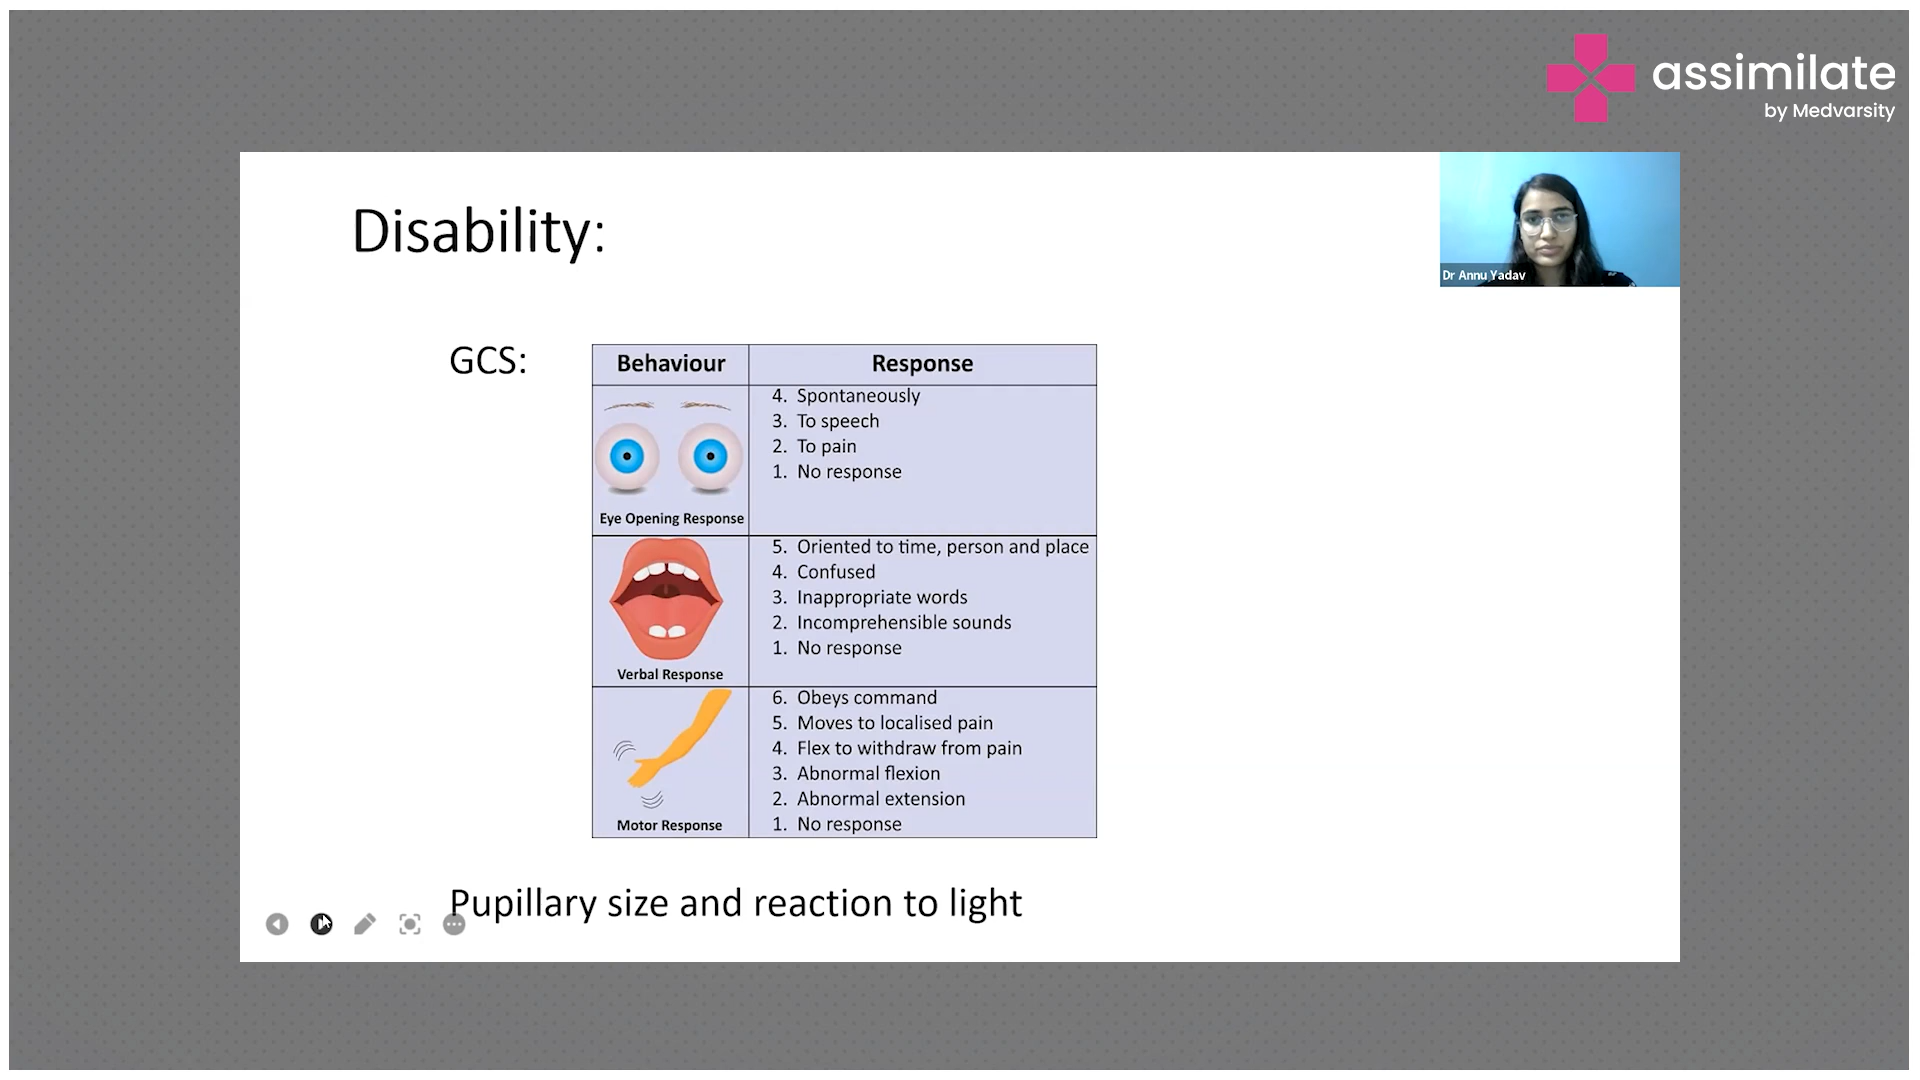 assimilate
by Medvarsity
Disability:
Dr Annu Yadav
GCS:
Behaviour Response
4. Spontaneously
3. To speech
2. To pain
1. No response
Eye Opening Response
5. Oriented to time, person and place
4. Confused
3. Inappropriate words
2. Incomprehensible sounds
1. No response
Verbal Response
6. Obeys command
5. Moves to localised pain
4. Flex to withdraw from pain
3. Abnormal flexion
2. Abnormal extension
1. No response
Motor Response
Pupillary size and reaction to light